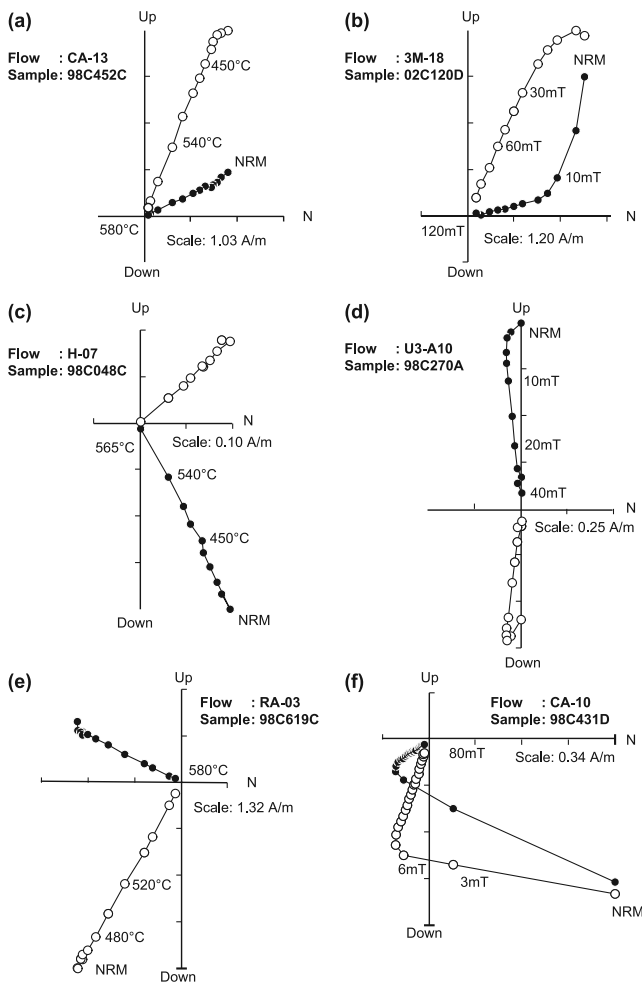 (a)
Up
Flow : CA-13
Sample: 98C452C
450°C
540°C
NRM
580°C
N
Scale: 1.03 A/m
Down
(b)
Up
Flow : 3M-18
Sample: 02C120D
NRM
30mT
60mT
10mT
N
120mT
Scale: 1.20 A/m
Down
(c)
Up
Flow : H-07
Sample: 98C048C
N
Scale: 0.10 A/m
565°C
540°C
450°C
NRM
Down
(d)
Up
NRM
Flow : U3-A10
Sample: 98C270A
10mT
20mT
40mT
N
Scale: 0.25 A/m
Down
(e)
Up
Flow : RA-03
Sample: 98C619C
580°C
N
Scale: 1.32 A/m
520°C
480°C
NRM
Down
(f)
Up
Flow : CA-10
Sample: 98C431D
N
80mT
Scale: 0.34 A/m
6mT
3mT
NRM
Down